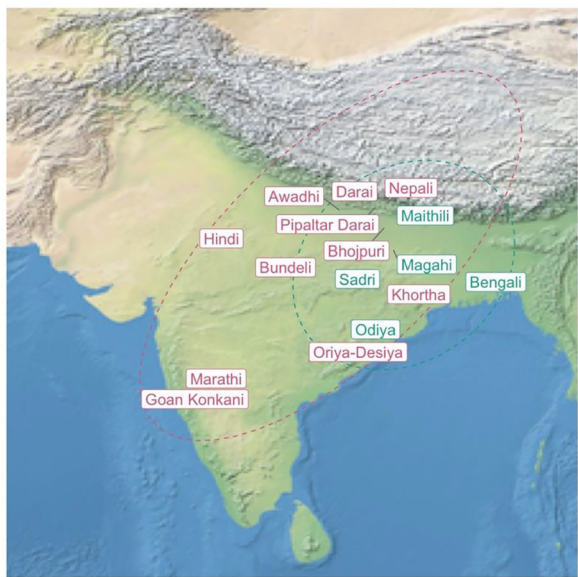 Darai
Nepali
Awadhi
Maithili
Pipaltar Darai
Hindi
Bhojpuri
Bundeli
Magahi
Sadri
Bengali
Khortha
Odiya
Oriya-Desiya
Marathi
Goan Konkani